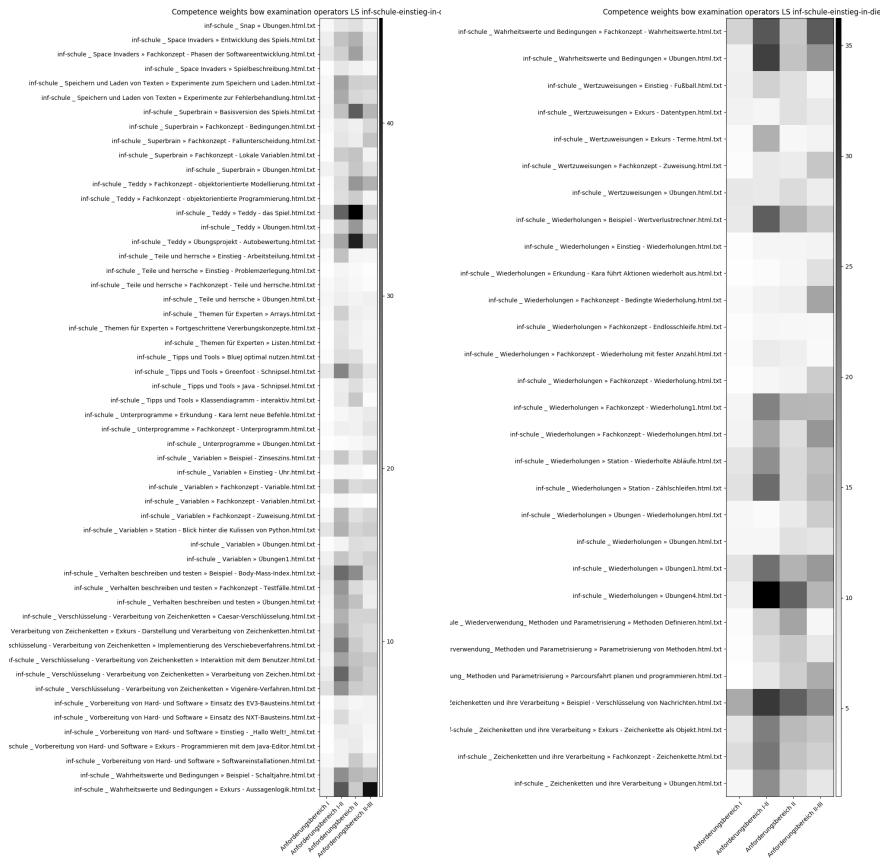 Competence weights bow examination operators LS inf-schule-einstieg-in-
inf-schule _ Snap » Übungen.html.txt
inf-schule _ Space Invaders » Entwicklung des Spiels.html.txt
inf-schule _ Space Invaders » Fachkonzept - Phasen der Softwareentwicklung.html.txt
inf-schule _ Space Invaders » Spielbeschreibung.html.txt
inf-schule _ Speichern und Laden von Texten » Experimente zum Speichern und Laden.html.txt
inf-schule _ Speichern und Laden von Texten » Experimente zur Fehlerbehandlung.html.txt
inf-schule _ Superbrain » Basisversion des Spiels.html.txt
inf-schule _ Superbrain » Fachkonzept - Bedingungen.html.txt
inf-schule _ Superbrain » Fachkonzept - Fallunterscheidung.html.txt
inf-schule _ Superbrain » Fachkonzept - Lokale Variablen.html.txt
inf-schule _ Superbrain » Übungen.html.txt
inf-schule _ Teddy » Fachkonzept - objektorientierte Modellierung.html.txt
inf-schule _ Teddy » Fachkonzept - objektorientierte Programmierung.html.txt
inf-schule _ Teddy » Teddy - das Spiel.html.txt
inf-schule _ Teddy » Übungen.html.txt
inf-schule _ Teddy » Übungsprojekt - Autobewertung.html.txt
inf-schule _ Teile und herrsche » Einstieg - Arbeitsteilung.html.txt
inf-schule _ Teile und herrsche » Einstieg - Problemzerlegung.html.txt
inf-schule _ Teile und herrsche » Fachkonzept - Teile und herrsche.html.txt
inf-schule _ Teile und herrsche » Übungen.html.txt
inf-schule _ Themen für Experten » Arrays.html.txt
inf-schule _ Themen für Experten » Fortgeschrittene Vererbungskonzepte.html.txt
inf-schule _ Themen für Experten » Listen.html.txt
inf-schule _ Tipps und Tools » BlueJ optimal nutzen.html.txt
inf-schule _ Tipps und Tools » Greenfoot - Schnipsel.html.txt
inf-schule _ Tipps und Tools » Java - Schnipsel.html.txt
inf-schule _ Tipps und Tools » Klassendiagramm - interaktiv.html.txt
inf-schule _ Unterprogramme » Erkundung - Kara lernt neue Befehle.html.txt
inf-schule _ Unterprogramme » Fachkonzept - Unterprogramm.html.txt
inf-schule _ Unterprogramme » Übungen.html.txt
inf-schule _ Variablen » Beispiel - Zinseszins.html.txt
inf-schule _ Variablen » Einstieg - Uhr.html.txt
inf-schule _ Variablen » Fachkonzept - Variable.html.txt
inf-schule _ Variablen » Fachkonzept - Variablen.html.txt
inf-schule _ Variablen » Fachkonzept - Zuweisung.html.txt
inf-schule _ Variablen » Station - Blick hinter die Kulissen von Python.html.txt
inf-schule _ Variablen » Übungen.html.txt
inf-schule _ Variablen » Übungen1.html.txt
inf-schule _ Verhalten beschreiben und testen » Beispiel - Body-Mass-Index.html.txt
inf-schule _ Verhalten beschreiben und testen » Fachkonzept - Testfälle.html.txt
inf-schule _ Verhalten beschreiben und testen » Übungen.html.txt
inf-schule _ Verschlüsselung - Verarbeitung von Zeichenketten » Caesar-Verschlüsselung.html.txt
Verarbeitung von Zeichenketten » Exkurs - Darstellung und Verarbeitung von Zeichen.html.txt
schlüsselung - Verarbeitung von Zeichenketten » Implementierung des Verschiebeverfahrens.html.txt
f-schule _ Verschlüsselung - Verarbeitung von Zeichenketten » Interaktion mit dem Benutzer.html.txt
inf-schule _ Verschlüsselung - Verarbeitung von Zeichenketten » Verarbeitung von Zeichen.html.txt
inf-schule _ Verschlüsselung - Verarbeitung von Zeichenketten » Vigenère-Verfahren.html.txt
inf-schule _ Vorbereitung von Hard- und Software » Einsatz des EV3-Bausteins.html.txt
inf-schule _ Vorbereitung von Hard- und Software » Einsatz des NXT-Bausteins.html.txt
inf-schule _ Vorbereitung von Hard- und Software » Einstieg - _Hallo Welt!_.html.txt
schule _ Vorbereitung von Hard- und Software » Exkurs - Programmieren mit dem Java-Editor.html.txt
inf-schule _ Vorbereitung von Hard- und Software » Softwareinstallationen.html.txt
inf-schule _ Wahrheitswerte und Bedingungen » Beispiel - Schaltjahre.html.txt
inf-schule _ Wahrheitswerte und Bedingungen » Exkurs - Aussagenlogik.html.txt
Anforderungsbereich I
Anforderungsbereich I-II
Anforderungsbereich II
Anforderungsbereich II-III
40
30
20
10
Competence weights bow examination operators LS inf-schule-einstieg-in-die
inf-schule _ Wahrheitswerte und Bedingungen » Fachkonzept - Wahrheitswerte.html.txt
inf-schule _ Wahrheitswerte und Bedingungen » Übungen.html.txt
inf-schule _ Wertzuweisungen » Einstieg - Fußball.html.txt
inf-schule _ Wertzuweisungen » Exkurs - Datentypen.html.txt
inf-schule _ Wertzuweisungen » Exkurs - Terme.html.txt
inf-schule _ Wertzuweisungen » Fachkonzept - Zuweisung.html.txt
inf-schule _ Wertzuweisungen » Übungen.html.txt
inf-schule _ Wiederholungen » Beispiel - Wertverlustrechner.html.txt
inf-schule _ Wiederholungen » Einstieg - Wiederholungen.html.txt
inf-schule _ Wiederholungen » Erkundung - Kara führt Aktionen wiederholt aus.html.txt
inf-schule _ Wiederholungen » Fachkonzept - Bedingte Wiederholung.html.txt
inf-schule _ Wiederholungen » Fachkonzept - Endlosschleife.html.txt
inf-schule _ Wiederholungen » Fachkonzept - Wiederholung mit fester Anzahl.html.txt
inf-schule _ Wiederholungen » Fachkonzept - Wiederholung.html.txt
inf-schule _ Wiederholungen » Fachkonzept - Wiederholung1.html.txt
inf-schule _ Wiederholungen » Fachkonzept - Wiederholungen.html.txt
inf-schule _ Wiederholungen » Station - Wiederholte Abläufe.html.txt
inf-schule _ Wiederholungen » Station - Zählschleifen.html.txt
inf-schule _ Wiederholungen » Übungen - Wiederholungen.html.txt
inf-schule _ Wiederholungen » Übungen.html.txt
inf-schule _ Wiederholungen » Übungen1.html.txt
inf-schule _ Wiederholungen » Übungen4.html.txt
ule _ Wiederverwendung_ Methoden und Parametrisierung » Methoden Definieren.html.txt
rverwendung_ Methoden und Parametrisierung » Parametrisierung von Methoden.html.txt
ung_ Methoden und Parametrisierung » Parcoursfahrt planen und programmieren.html.txt
Zeichenketten und ihre Verarbeitung » Beispiel - Verschlüsselung von Nachrichten.html.txt
f-schule _ Zeichenketten und ihre Verarbeitung » Exkurs - Zeichenkette als Objekt.html.txt
inf-schule _ Zeichenketten und ihre Verarbeitung » Fachkonzept - Zeichenkette.html.txt
inf-schule _ Zeichenketten und ihre Verarbeitung » Übungen.html.txt
Anforderungsbereich I
Anforderungsbereich I-II
Anforderungsbereich II
Anforderungsbereich II-III
35
30
25
20
15
10
5